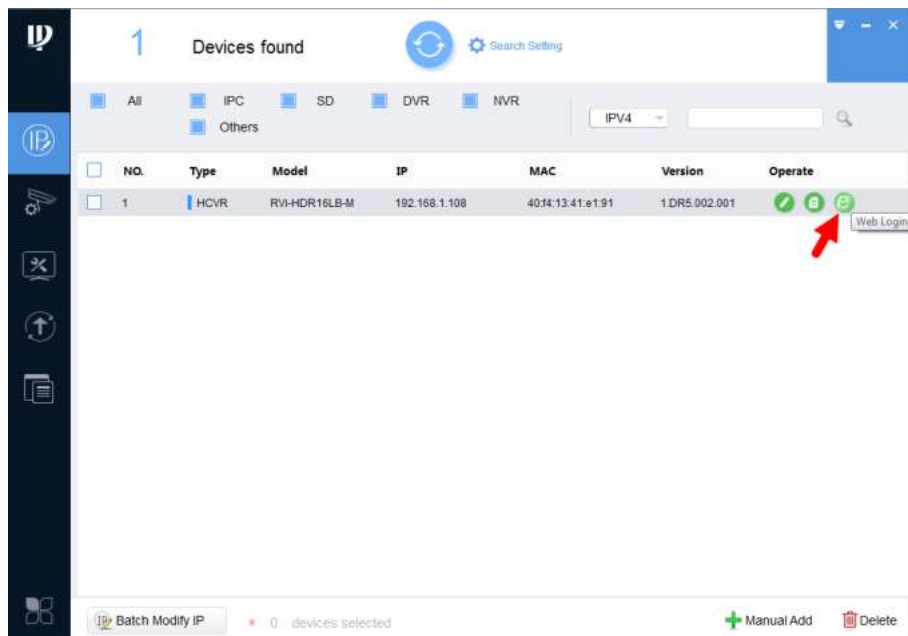 1 Devices found Search Setting
All IPC SD DVR NVR
Others
IPV4
NO. Type Model IP MAC Version Operate
1 HCVR RVI-HDR16LB-M 192.168.1.108 40:f4:13:41:e1:91 1.DR5.002.001
Web Login
Batch Modify IP * 0 devices selected Manual Add Delete